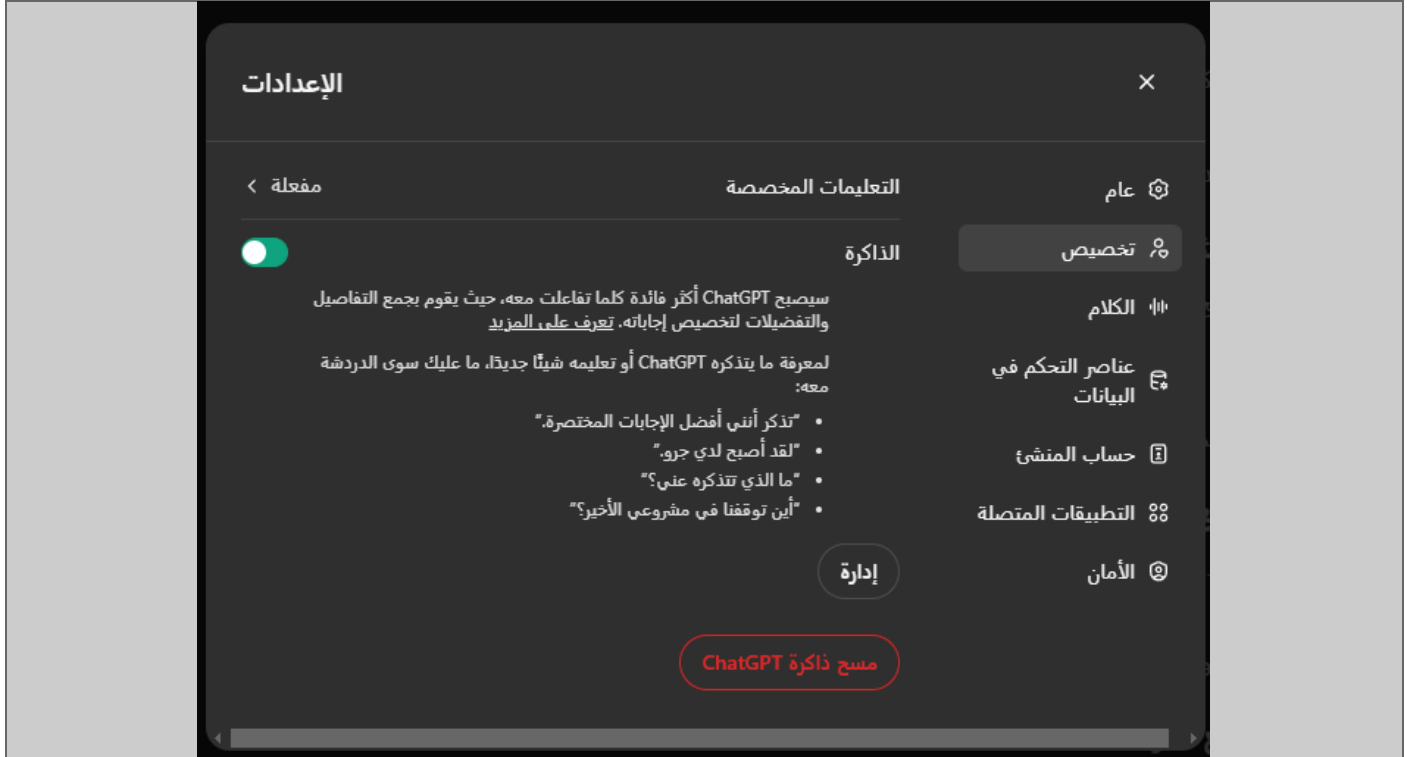 الإعدادات
عام
تخصيص
الكلام
عناصر التحكم في
البيانات
حساب المنشئ
التطبيقات المتصلة
الأمان
التعليمات المخصصة
مفعلة
الذاكرة
سيصبح ChatGPT أكثر فائدة كلما تفاعلت معه، حيث يقوم بجمع التفاصيل
والتفضيلات لتخصيص إجاباته. تعرف على المزيد
لمعرفة ما يتذكره ChatGPT أو تعليمه شيئًا جديدًا، ما عليك سوى الدردشة
معه:
• "تذكر أنني أفضل الإجابات المختصرة."
• "لقد أصبح لدي جرو."
• "ما الذي تتذكره عني؟"
• "أين توقفنا في مشروعي الأخير؟"
إدارة
مسح ذاكرة ChatGPT